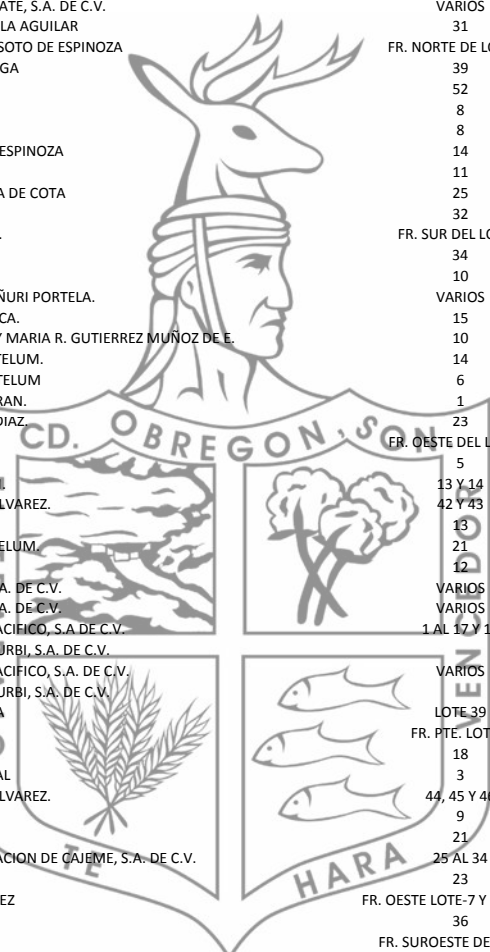 ATE, S.A. DE C.V. VARIOS
LA AGUILAR 31
SOTO DE ESPINOZA FR. NORTE DE LO
GA 39
52
8
8
ESPINOZA 14
11
A DE COTA 25
32
. FR. SUR DEL LO
34
10
ÑURI PORTELA. VARIOS
CA. 15
Y MARIA R. GUTIERREZ MUÑOZ DE E. 10
TELUM. 14
TELUM 6
RAN. 1
DIAZ. 23
CD. OBREGON, SON.
FR. OESTE DEL L
5
. 13 Y 14
LVAREZ. 42 Y 43
13
ELUM. 21
12
A. DE C.V. VARIOS
A. DE C.V. VARIOS
ACIFICO, S.A DE C.V. 1 AL 17 Y 1
URBI, S.A. DE C.V.
ACIFICO, S.A. DE C.V. VARIOS
URBI, S.A. DE C.V.
A LOTE 39
FR. PTE. LOT
18
AL 3
LVAREZ. 44, 45 Y 46
9
21
ACION DE CAJEME, S.A. DE C.V. 25 AL 34
23
EZ FR. OESTE LOTE-7 Y
36
FR. SUROESTE DE
TE HARA VENCEDOR